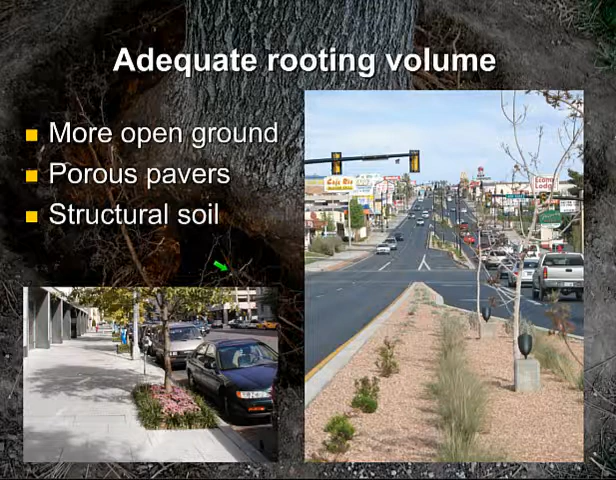 Adequate rooting volume
More open ground
Porous pavers
Structural soil